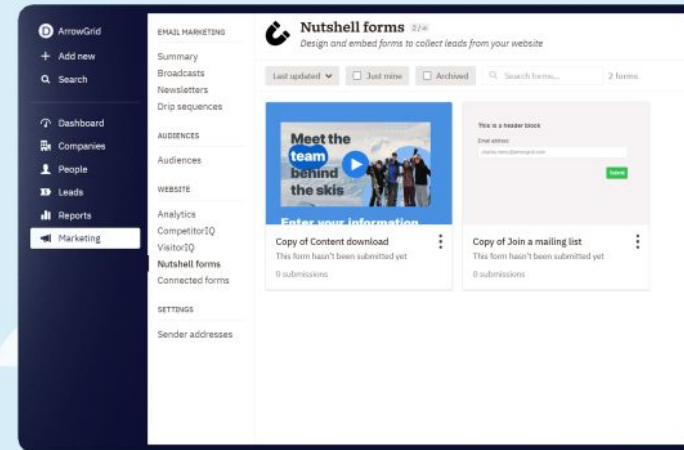 ArrowGrid
Add new
Search
Dashboard
Companies
People
Leads
Reports
Marketing
EMAIL MARKETING
Summary
Broadcasts
Newsletters
Drip sequences
AUDIENCES
Audiences
WEBSITE
Analytics
CompetitorIQ
VisitorIQ
Nutshell forms
Connected forms
SETTINGS
Sender addresses
Nutshell forms 2/∞
Design and embed forms to collect leads from your website
Last updated
Just mine
Archived
Search forms...
2 forms
Meet the
team
behind
the skis
Enter your information
Copy of Content download
This form hasn't been submitted yet
0 submissions
This is a header block
Email address
Submit
Copy of Join a mailing list
This form hasn't been submitted yet
0 submissions